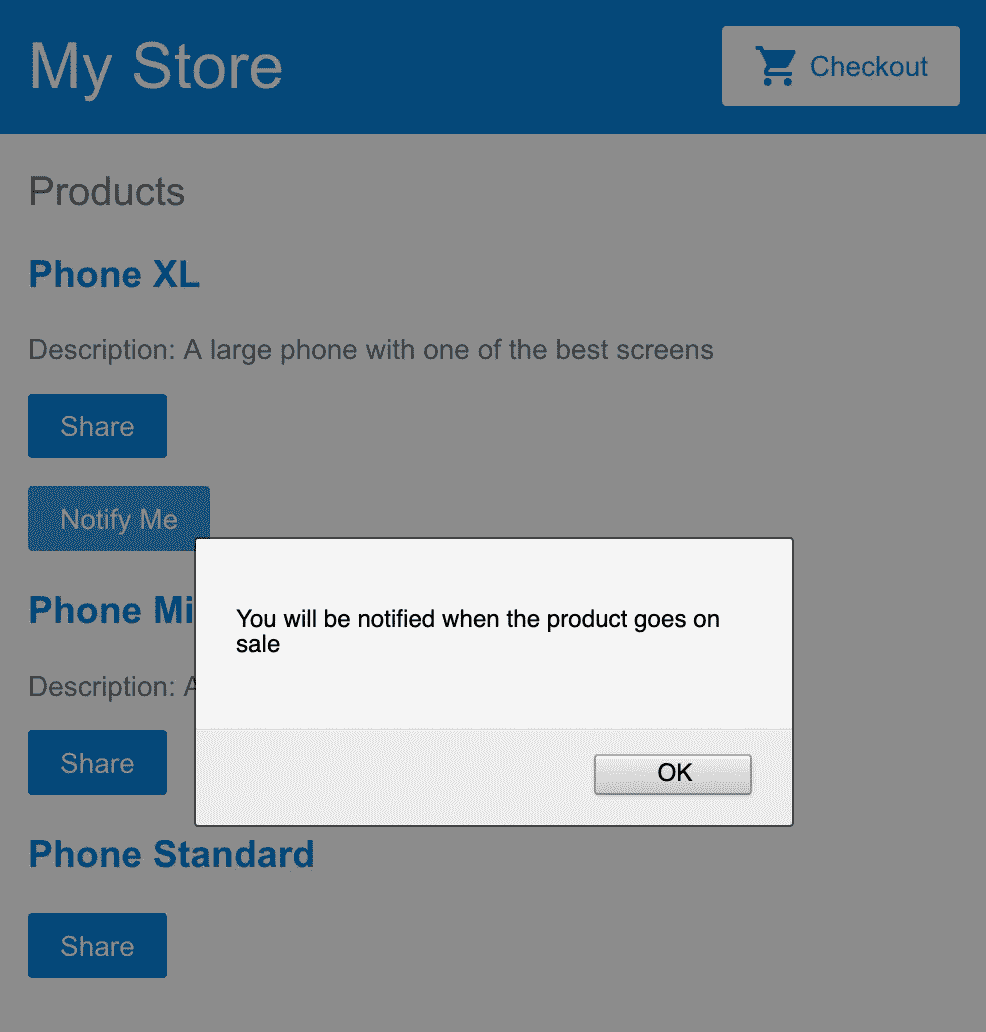 My Store
Checkout
Products
Phone XL
Description: A large phone with one of the best screens
Share
Notify Me
You will be notified when the product goes on
sale
OK
Phone Mi
Description: A
Share
Phone Standard
Share